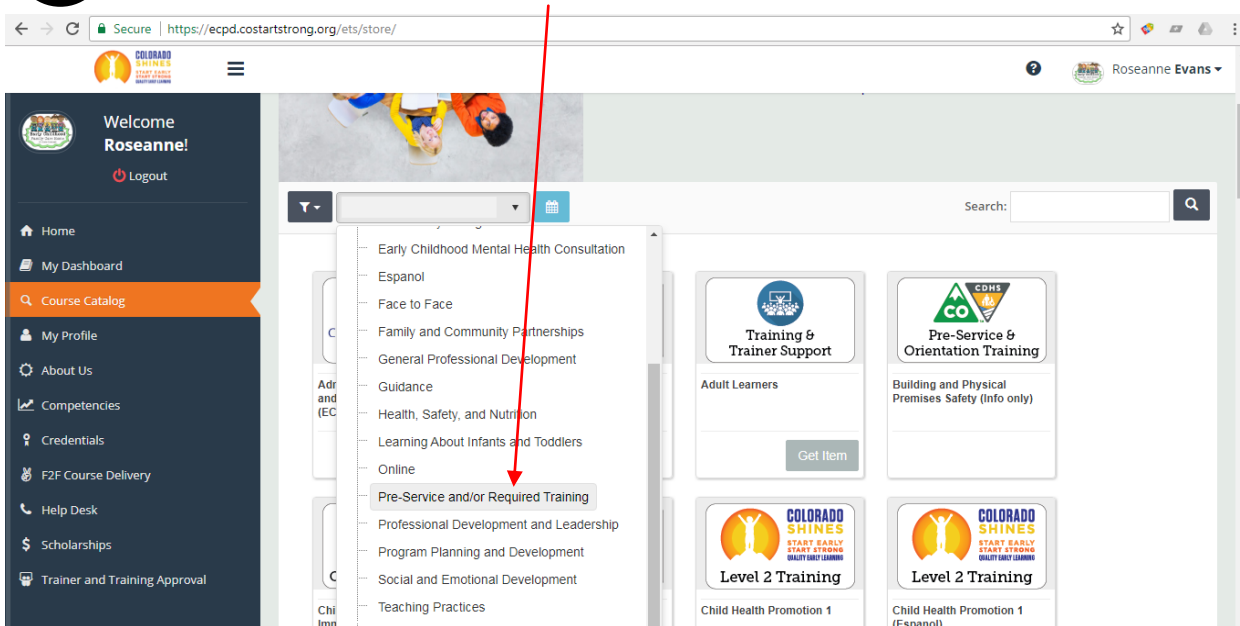 Secure | https://ecpd.costartstrong.org/ets/store/
COLORADO
SHINES
START EARLY
START STRONG
QUALITY EARLY LEARNING
Roseanne Evans
Welcome
Roseanne!
Logout
Search:
Home
My Dashboard
Course Catalog
My Profile
About Us
Competencies
Credentials
F2F Course Delivery
Help Desk
Scholarships
Trainer and Training Approval
Early Childhood Mental Health Consultation
Espanol
Face to Face
Family and Community Partnerships
General Professional Development
Guidance
Health, Safety, and Nutrition
Learning About Infants and Toddlers
Online
Pre-Service and/or Required Training
Professional Development and Leadership
Program Planning and Development
Social and Emotional Development
Teaching Practices
Training &
Trainer Support
Adult Learners
Get Item
CDHS
CO
Pre-Service &
Orientation Training
Building and Physical
Premises Safety (Info only)
COLORADO
SHINES
START EARLY
START STRONG
QUALITY EARLY LEARNING
Level 2 Training
Child Health Promotion 1
COLORADO
SHINES
START EARLY
START STRONG
QUALITY EARLY LEARNING
Level 2 Training
Child Health Promotion 1
(Espanol)